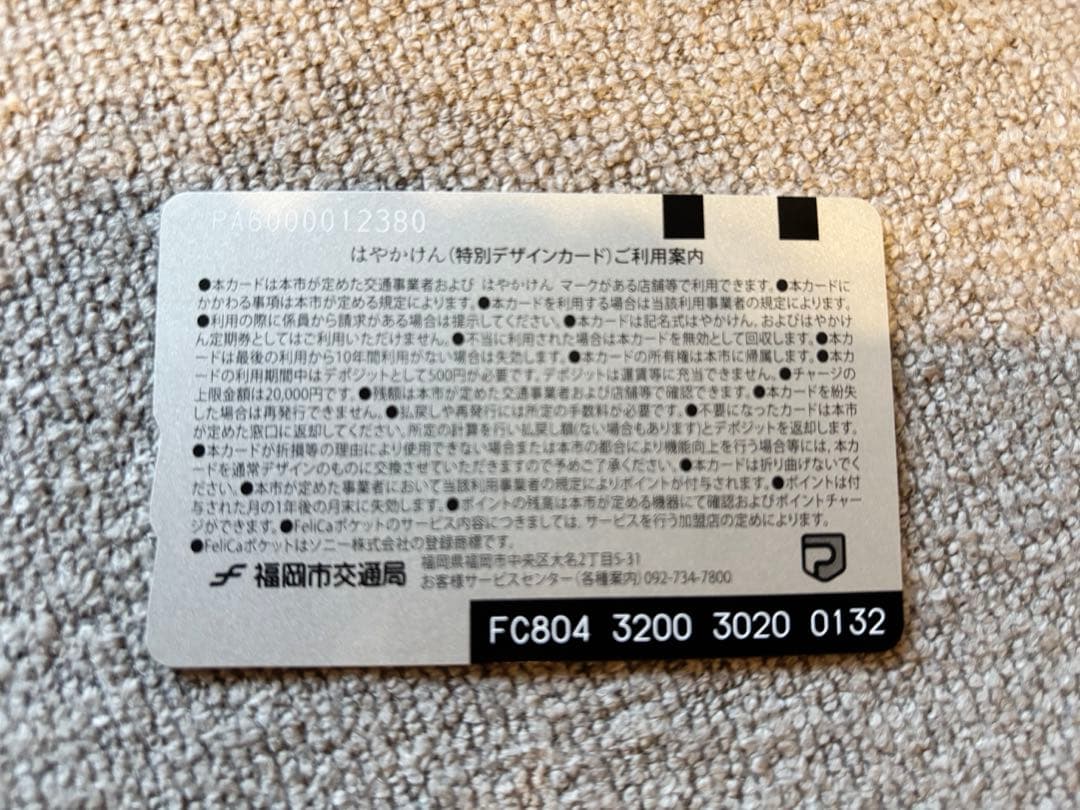 PA6000012380
はやかけん(特別デザインカード)ご利用案内
●本カードは本市が定めた交通事業者および はやかけん マークがある店舗等で利用できます。●本カードに
かかわる事項は本市が定める規定によります。●本カードを利用する場合は当該利用事業者の規定によります。
●利用の際に係員から請求がある場合は提示してください。●本カードは記名式はやかけん、およびはやかけ
ん定期券としてはご利用いただけません。●不当に利用された場合は本カードを無効として回収します。●本カ
ードは最後の利用から10年間利用がない場合は失効します。●本カードの所有権は本市に帰属します。●本カ
ードの利用期間中はデポジットとして500円が必要です。デポジットは運賃等に充当できません。●チャージの
上限金額は20,000円です。●残額は本市が定めた交通事業者および店舗等で確認できます。●本カードを紛失
した場合は再発行できません。●払戻しや再発行には所定の手数料が必要です。●不要になったカードは本市
が定めた窓口に返却してください。所定の計算を行い払戻し額(ない場合もあります)とデポジットを返却します。
●本カードが折損等の理由により使用できない場合または本市の都合により機能向上を行う場合等には、本カ
ードを通常デザインのものに交換させていただきますので予めご了承ください。●本カードは折り曲げないでく
ださい。●本市が定めた事業者において当該利用事業者の規定によりポイントが付与されます。●ポイントは付
与された月の1年後の月末に失効します。●ポイントの残高は本市が定める機器にて確認およびポイントチャー
ジができます。●FeliCaポケットのサービス内容につきましては、サービスを行う加盟店の定めによります。
●FeliCaポケットはソニー株式会社の登録商標です。
福岡市交通局
福岡県福岡市中央区大名2丁目5-31
お客様サービスセンター(各種案内)092-734-7800
FC804 3200 3020 0132